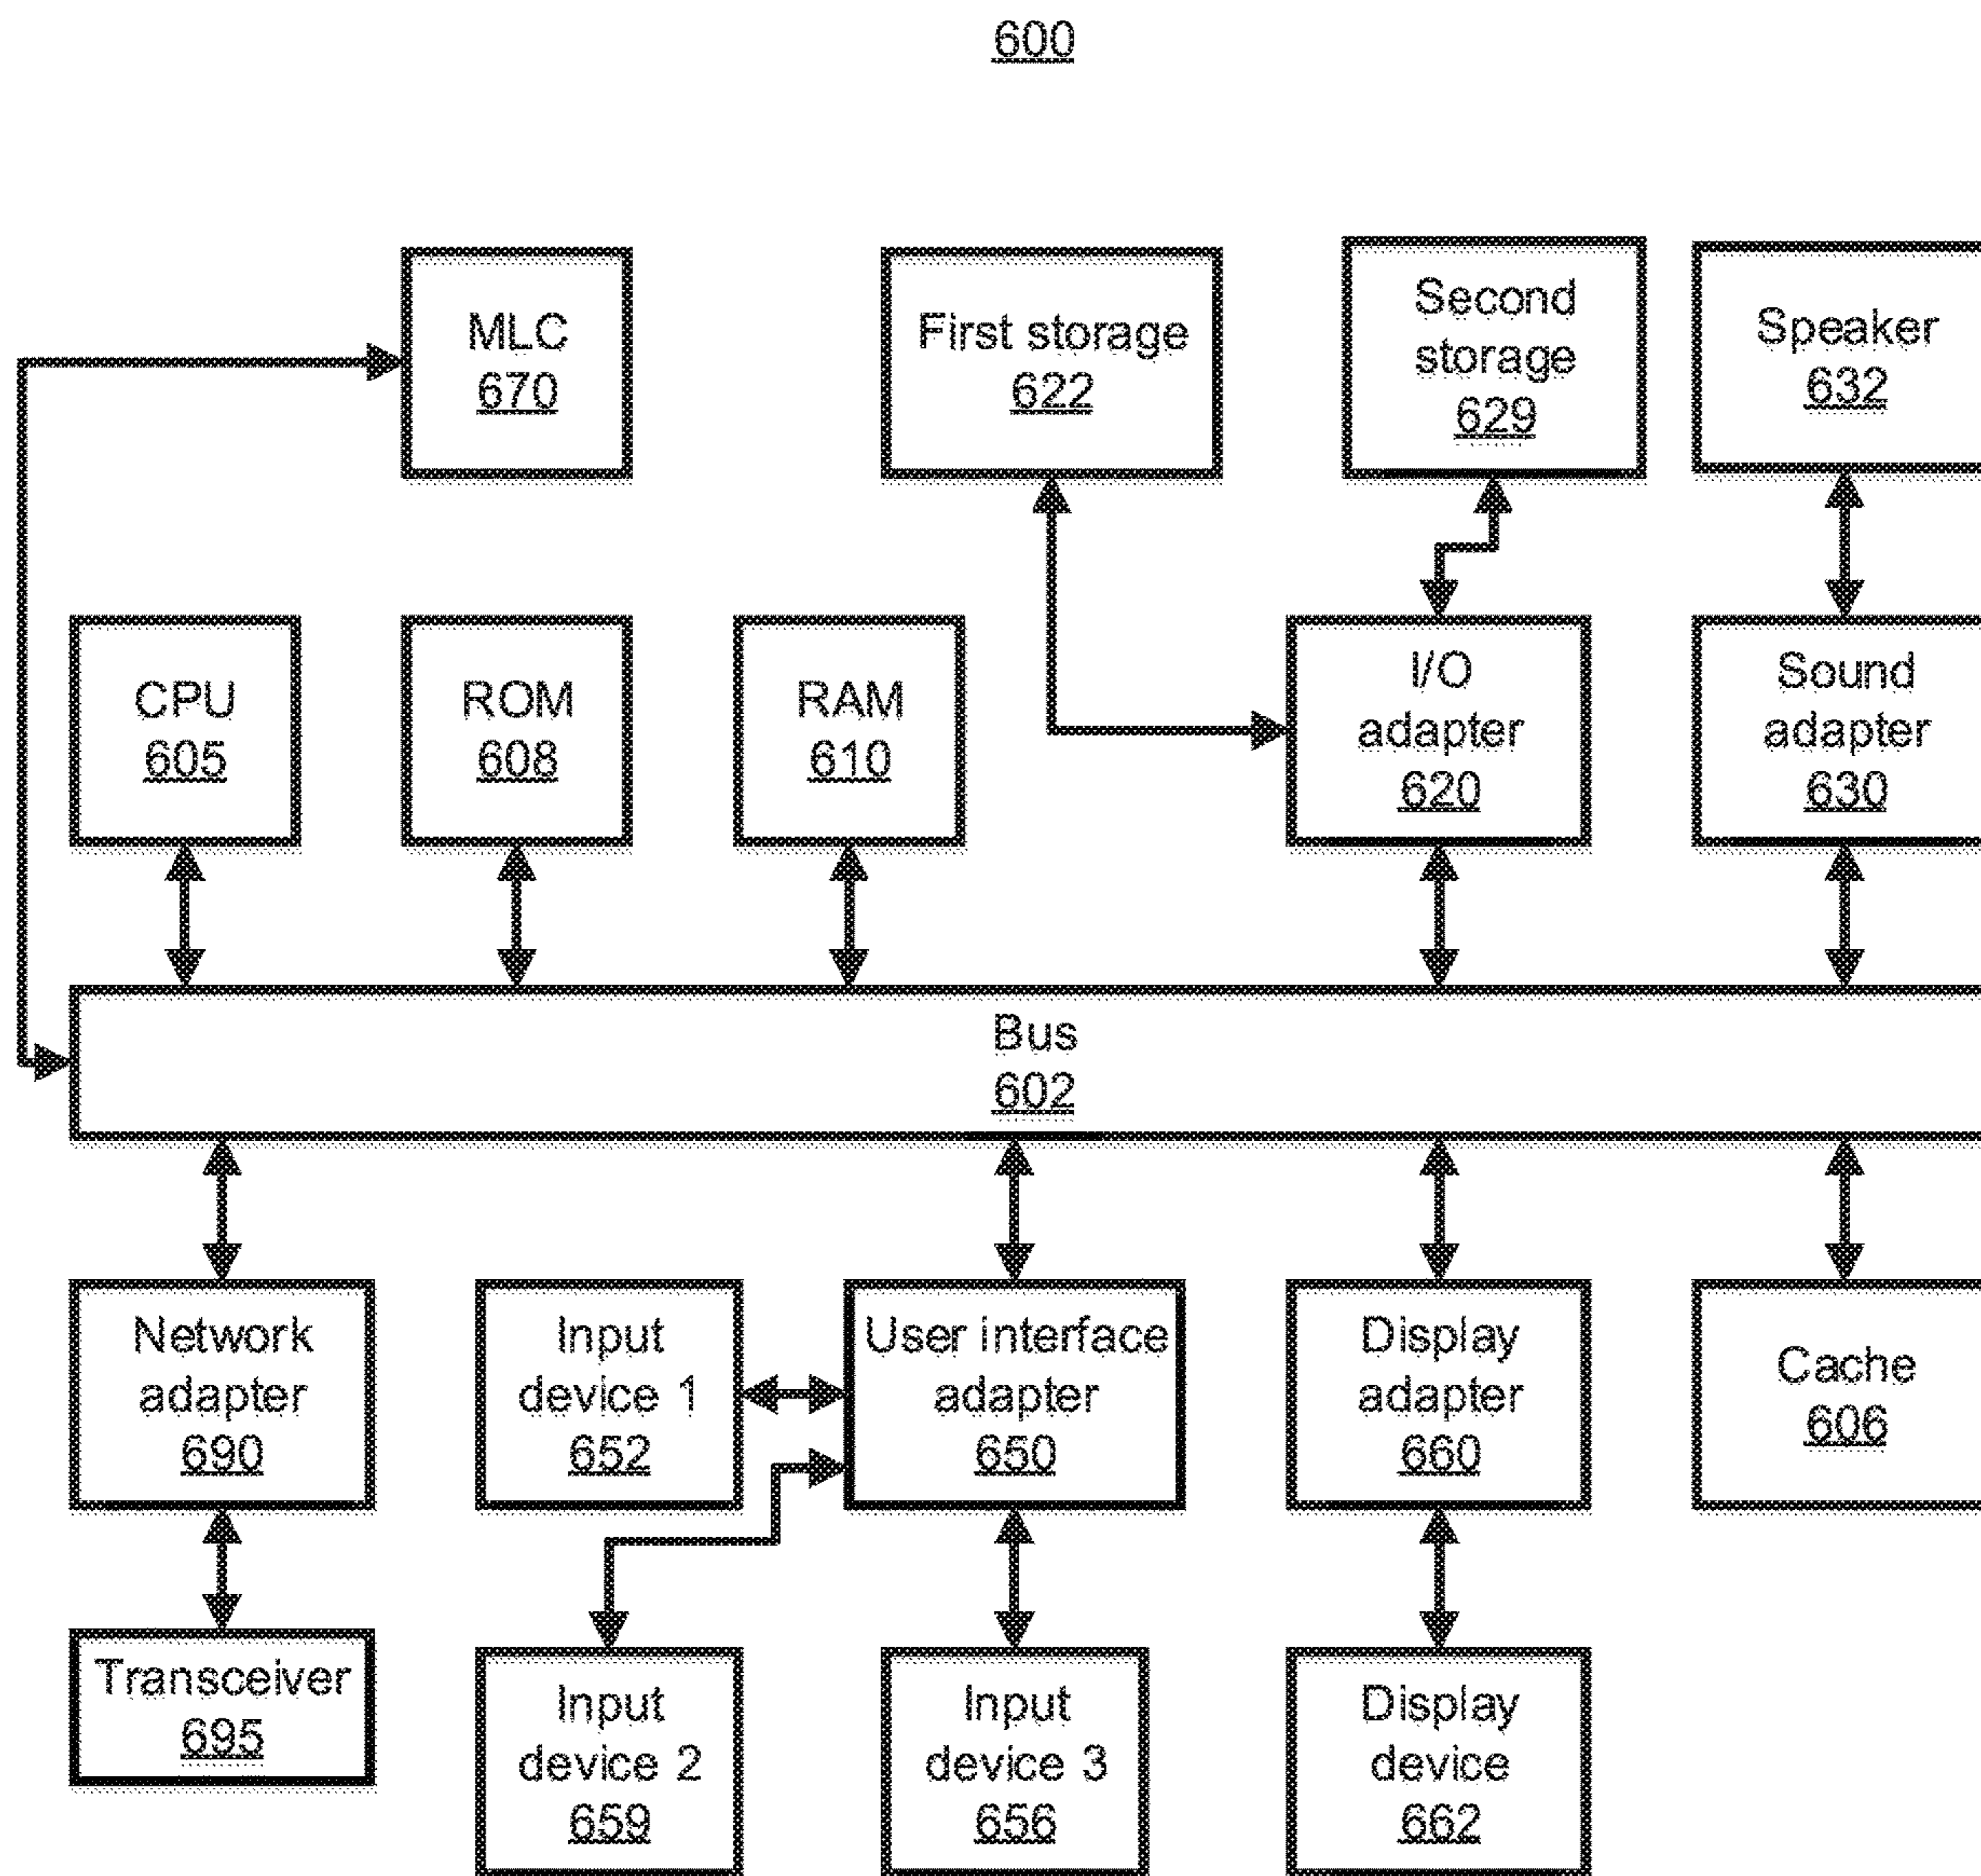 600
MLC
670
First storage
622
Second
storage
629
Speaker
632
CPU
605
ROM
608
RAM
610
I/O
adapter
620
Sound
adapter
630
Bus
602
Network
adapter
690
Input
device 1
652
User interface
adapter
650
Display
adapter
660
Cache
606
Transceiver
695
Input
device 2
659
Input
device 3
656
Display
device
662